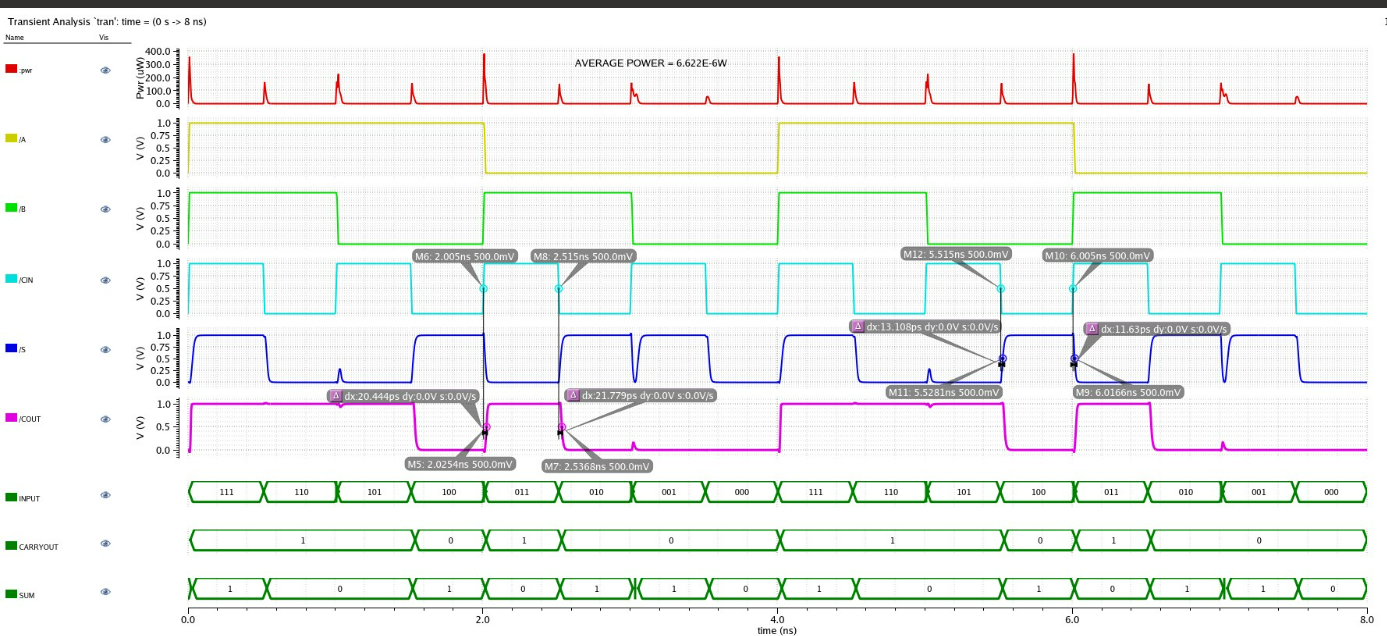 Transient Analysis `tran': time = (0 s -> 8 ns)
Name Vis
:pwr
Pwr (uW)
400.0
300.0
200.0
100.0
0.0
AVERAGE POWER = 6.622E-6W
/A
V (V)
1.0
0.75
0.5
0.25
0.0
/B
V (V)
1.0
0.75
0.5
0.25
0.0
M6: 2.005ns 500.0mV
M8: 2.515ns 500.0mV
M12: 5.515ns 500.0mV
M10: 6.005ns 500.0mV
/CIN
V (V)
1.0
0.75
0.5
0.25
0.0
dx:13.108ps dy:0.0V s:0.0V/s
dx:11.63ps dy:0.0V s:0.0V/s
/S
V (V)
1.0
0.75
0.5
0.25
0.0
M11: 5.5281ns 500.0mV
M9: 6.0166ns 500.0mV
dx:20.444ps dy:0.0V s:0.0V/s
dx:21.779ps dy:0.0V s:0.0V/s
/COUT
V (V)
1.0
0.75
0.5
0.25
0.0
M5: 2.0254ns 500.0mV
M7: 2.5368ns 500.0mV
INPUT 111 110 101 100 011 010 001 000 111 110 101 100 011 010 001 000
CARRYOUT 1 0 1 0 1 0 1 0
SUM 1 0 1 0 1 1 0 1 0 1 0 1 1 0
0.0 2.0 4.0 6.0 8.0
time (ns)